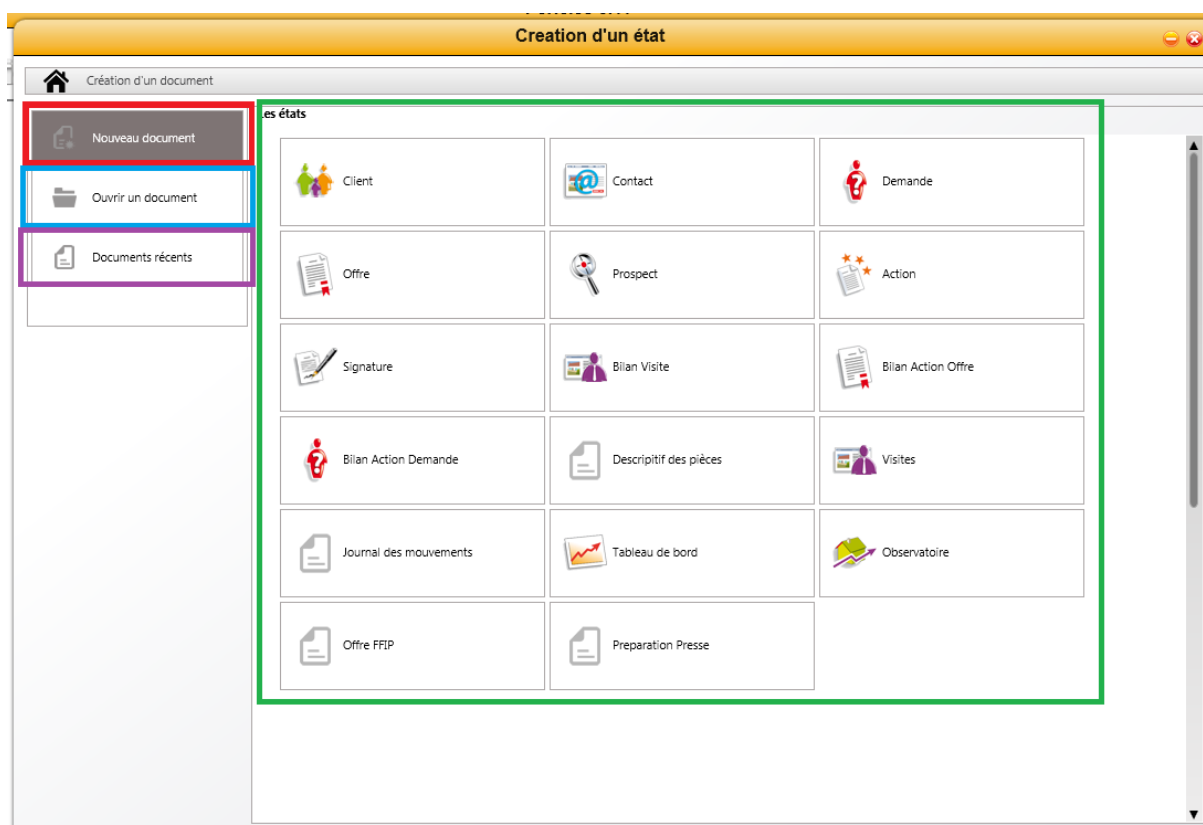 Creation d'un état
Création d'un document
Les états
Nouveau document
Ouvrir un document
Documents récents
Client
Contact
Demande
Offre
Prospect
Action
Signature
Bilan Visite
Bilan Action Offre
Bilan Action Demande
Descripitif des pièces
Visites
Journal des mouvements
Tableau de bord
Observatoire
Offre FFIP
Preparation Presse